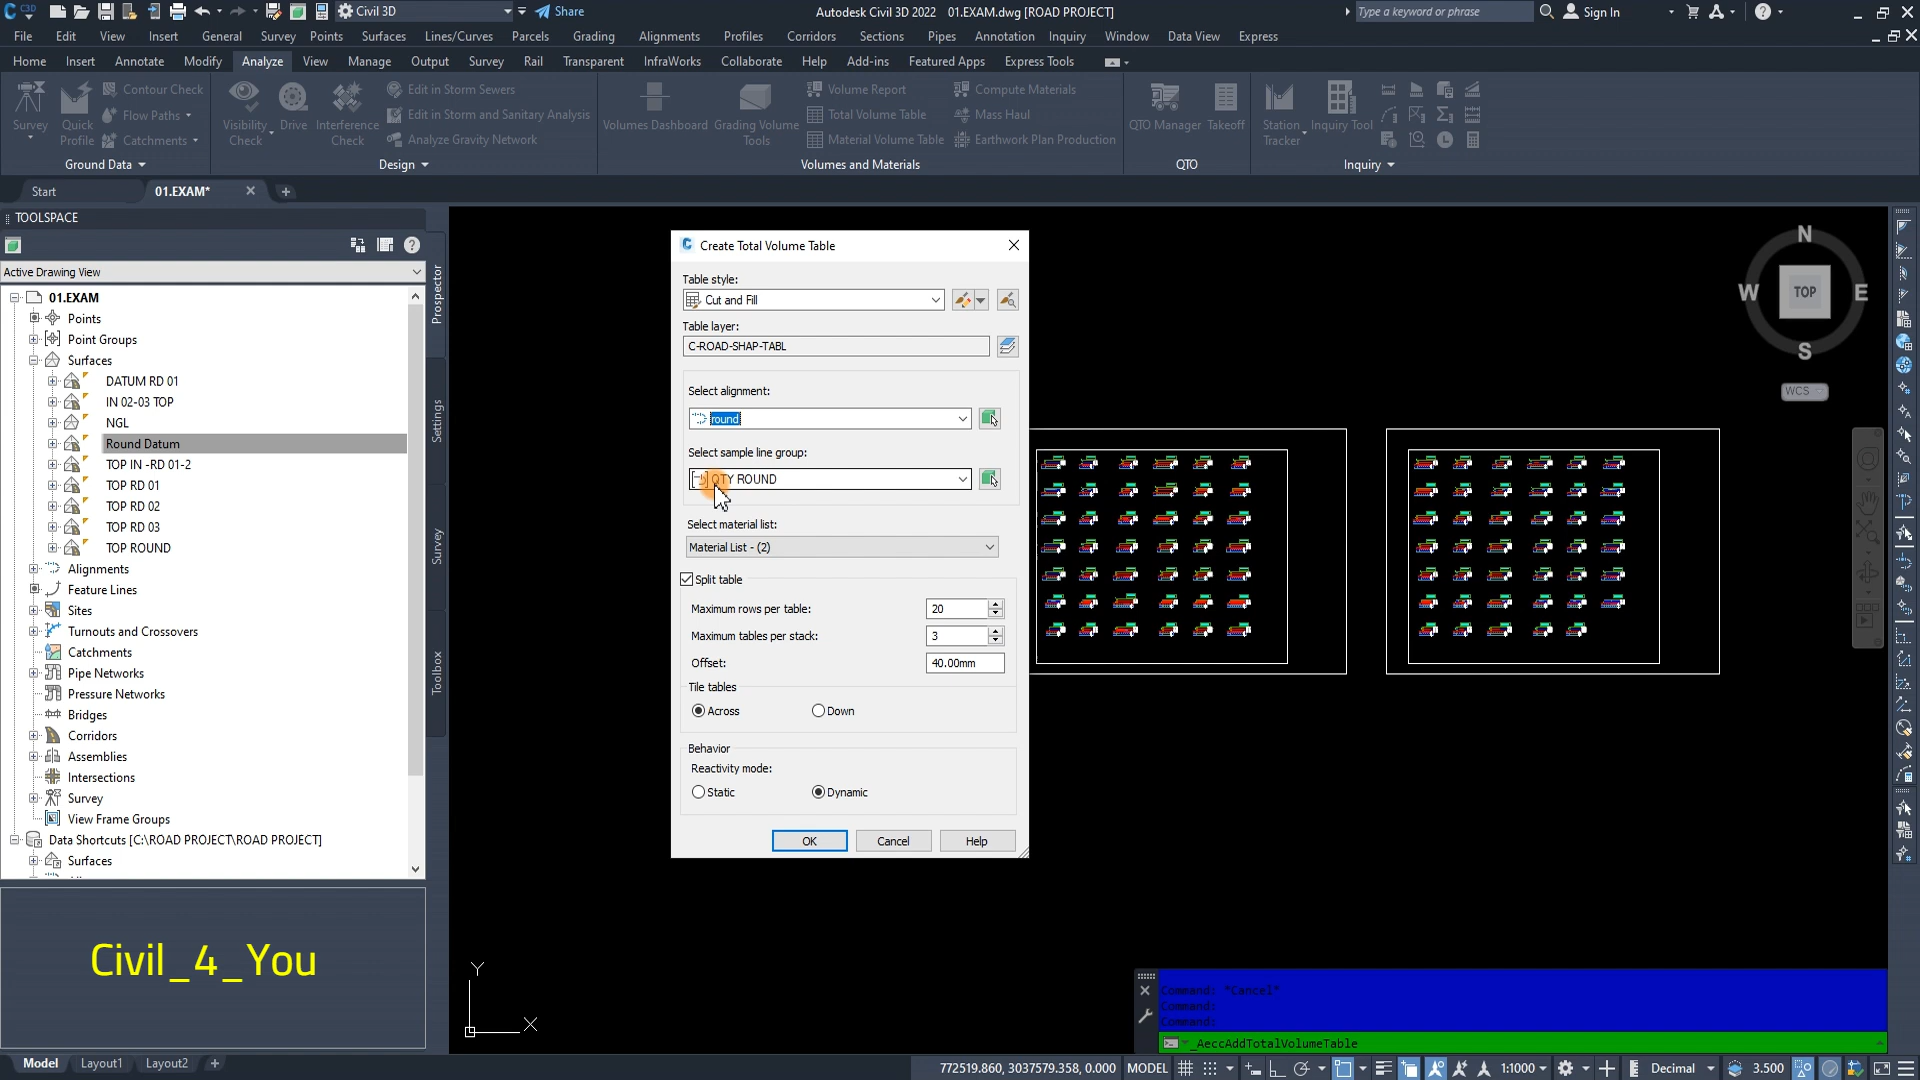 Civil 3D
Share
Autodesk Civil 3D 2022 01.EXAM.dwg [ROAD PROJECT]
Type a keyword or phrase
Sign In
File Edit View Insert General Survey Points Surfaces Lines/Curves Parcels Grading Alignments Profiles Corridors Sections Pipes Annotation Inquiry Window Data View Express
Home Insert Annotate Modify Analyze View Manage Output Survey Rail Transparent InfraWorks Collaborate Help Add-ins Featured Apps Express Tools
Survey
Quick Profile
Contour Check
Flow Paths
Catchments
Ground Data
Visibility Check
Drive
Interference Check
Edit in Storm Sewers
Edit in Storm and Sanitary Analysis
Analyze Gravity Network
Design
Volumes Dashboard
Grading Volume Tools
Volume Report
Total Volume Table
Material Volume Table
Compute Materials
Mass Haul
Earthwork Plan Production
Volumes and Materials
QTO Manager
Takeoff
QTO
Station Tracker
Inquiry Tool
Inquiry
Start
01.EXAM*
TOOLSPACE
Active Drawing View
01.EXAM
Points
Point Groups
Surfaces
DATUM RD 01
IN 02-03 TOP
NGL
Round Datum
TOP IN -RD 01-2
TOP RD 01
TOP RD 02
TOP RD 03
TOP ROUND
Alignments
Feature Lines
Sites
Turnouts and Crossovers
Catchments
Pipe Networks
Pressure Networks
Bridges
Corridors
Assemblies
Intersections
Survey
View Frame Groups
Data Shortcuts [C:\ROAD PROJECT\ROAD PROJECT]
Surfaces
Prospector
Settings
Survey
Toolbox
Civil_4_You
Create Total Volume Table
Table style:
Cut and Fill
Table layer:
C-ROAD-SHAP-TABL
Select alignment:
round
Select sample line group:
QTY ROUND
Select material list:
Material List - (2)
Split table
Maximum rows per table: 20
Maximum tables per stack: 3
Offset: 40.00mm
Tile tables
Across Down
Behavior
Reactivity mode:
Static Dynamic
OK Cancel Help
N
W TOP E
S
WCS
Y
X
Command: *Cancel*
Command:
Command:
_AeccAddTotalVolumeTable
Model Layout1 Layout2
772519.860, 3037579.358, 0.000 MODEL 1:1000 Decimal 3.500